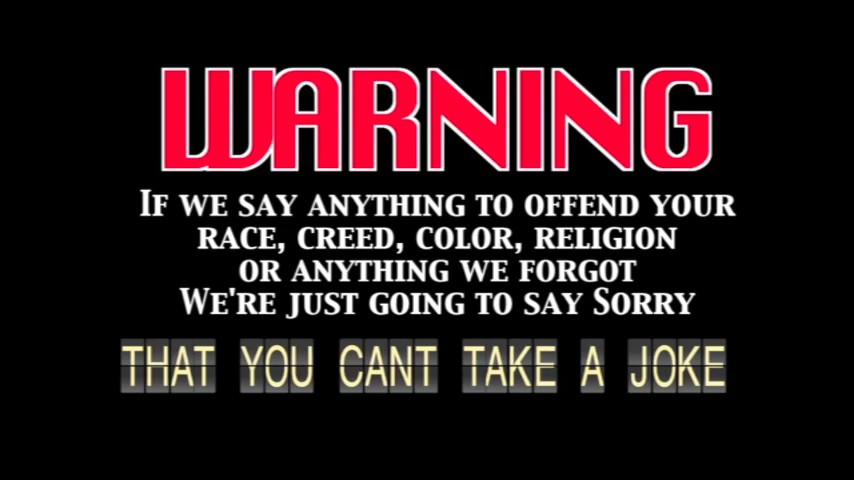 WARNING
IF WE SAY ANYTHING TO OFFEND YOUR
RACE, CREED, COLOR, RELIGION
OR ANYTHING WE FORGOT
WE'RE JUST GOING TO SAY SORRY
THAT YOU CANT TAKE A JOKE